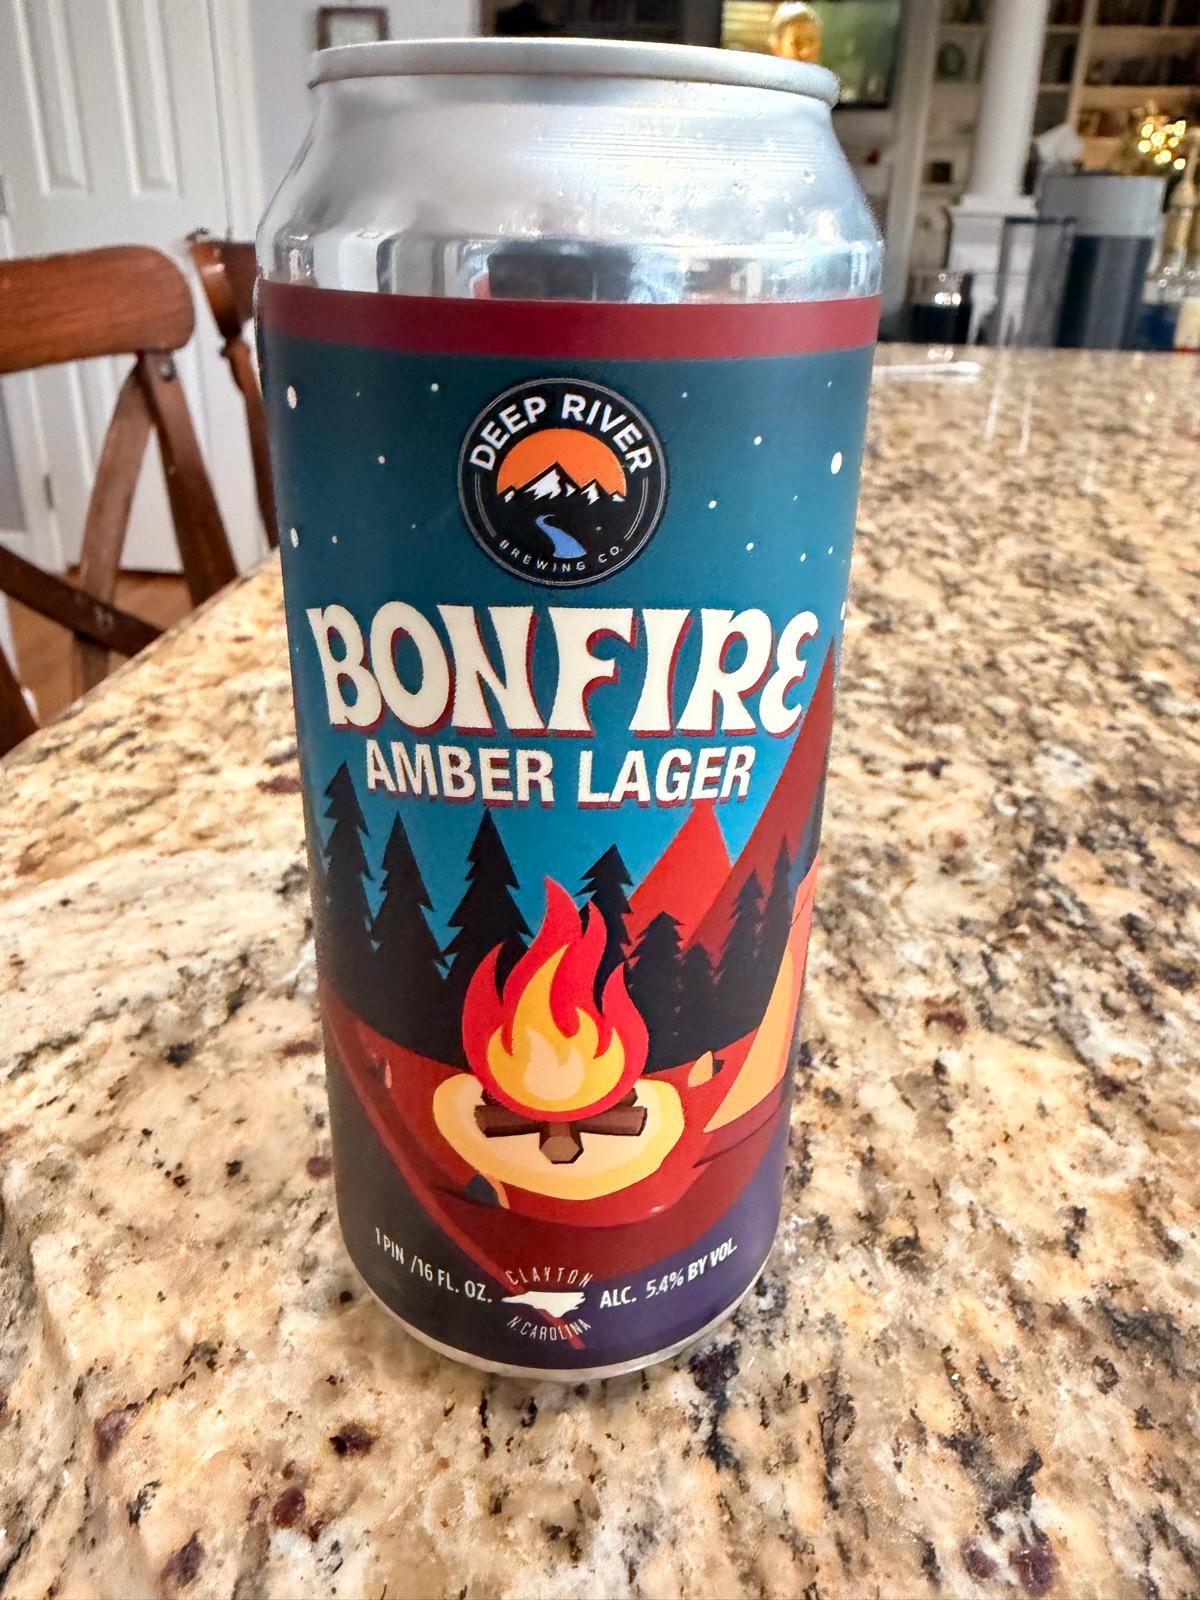 DEEP RIVER
BREWING CO.
BONFIRE
AMBER LAGER
1 PIN /16 FL. OZ.
CLAYTON
N. CAROLINA
ALC. 5.4% BY VOL.